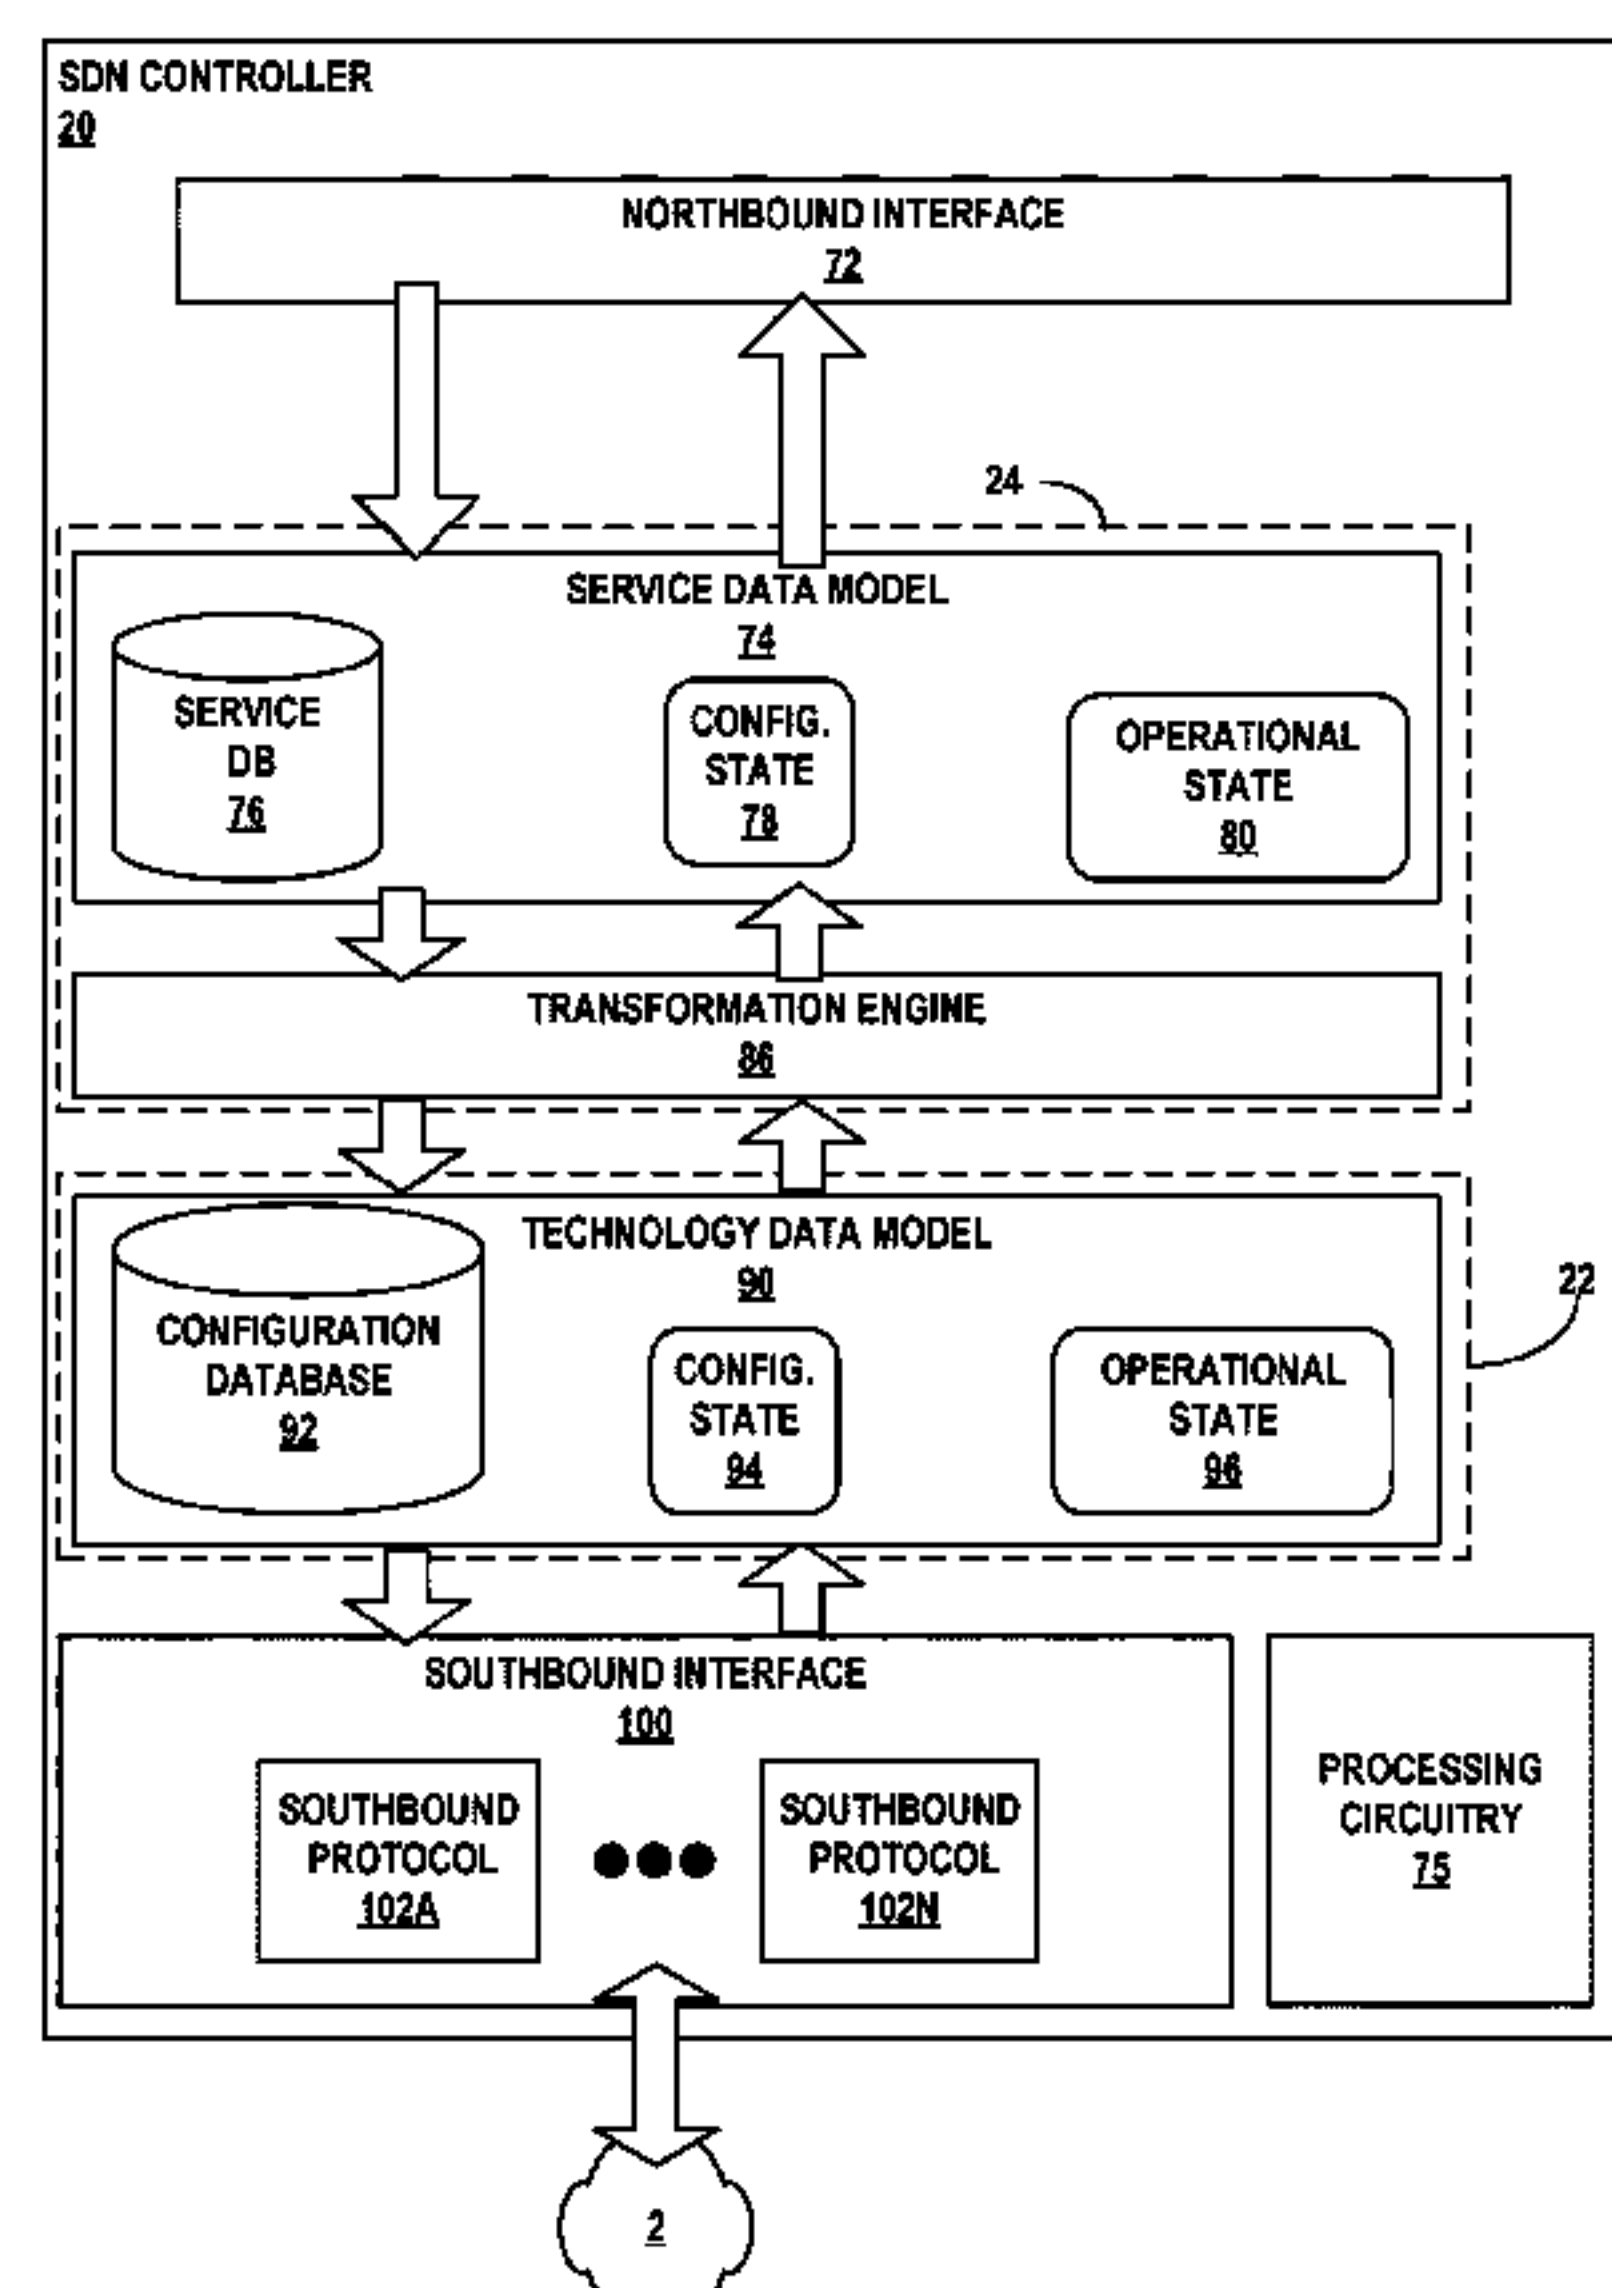 SDN CONTROLLER
20
NORTHBOUND INTERFACE
72
24
SERVICE DATA MODEL
74
SERVICE
DB
76
CONFIG.
STATE
78
OPERATIONAL
STATE
80
TRANSFORMATION ENGINE
86
TECHNOLOGY DATA MODEL
90
22
CONFIGURATION
DATABASE
92
CONFIG.
STATE
94
OPERATIONAL
STATE
96
SOUTHBOUND INTERFACE
100
SOUTHBOUND
PROTOCOL
102A
SOUTHBOUND
PROTOCOL
102N
PROCESSING
CIRCUITRY
75
2